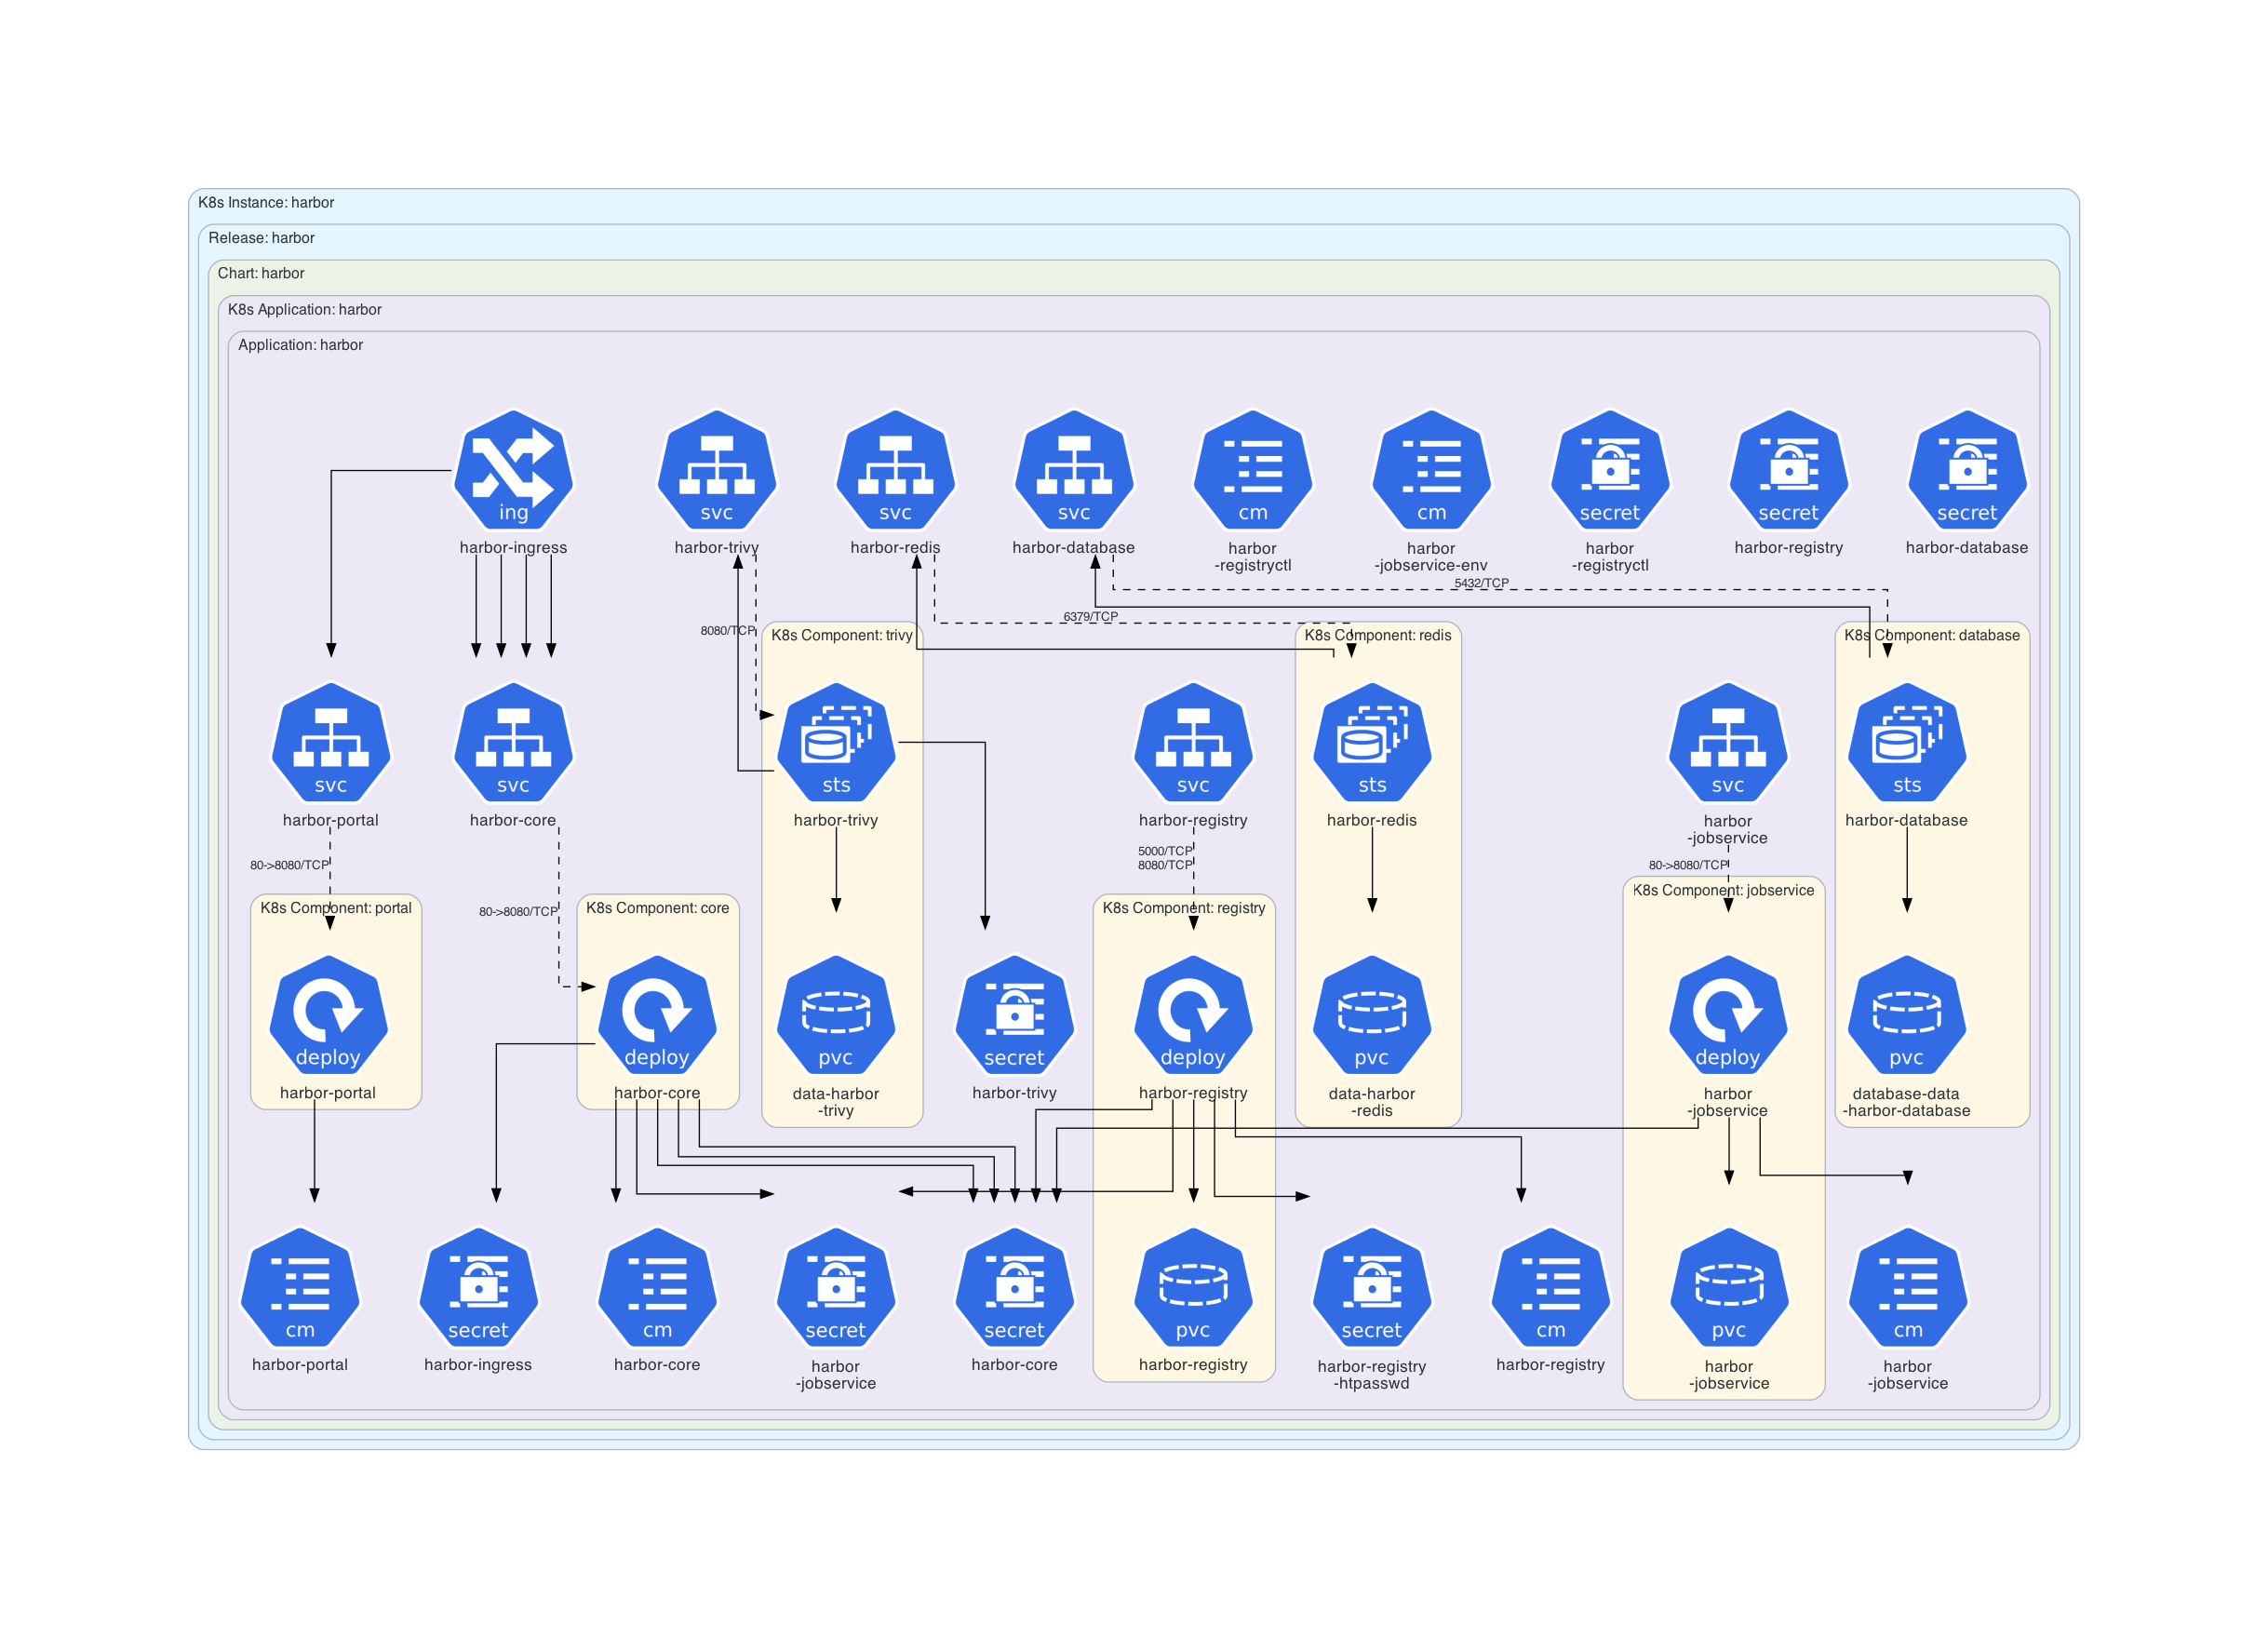 K8s Instance: harbor
Release: harbor
Chart: harbor
K8s Application: harbor
Application: harbor
ing
svc
svc
svc
cm
cm
secret
secret
secret
harbor-ingress
harbor-trivy
harbor-redis
harbor-database
harbor
-registryctl
harbor
-jobservice-env
harbor
-registryctl
harbor-registry
harbor-database
5432/TCP
6379/TCP
8080/TCP
K8s Component: trivy
K8s Component: redis
K8s Component: database
svc
svc
sts
svc
sts
svc
sts
harbor-portal
harbor-core
harbor-trivy
harbor-registry
harbor-redis
harbor
-jobservice
harbor-database
80->8080/TCP
5000/TCP
8080/TCP
80->8080/TCP
K8s Component: jobservice
K8s Component: portal
80->8080/TCP
K8s Component: core
K8s Component: registry
deploy
deploy
pvc
secret
deploy
pvc
deploy
pvc
harbor-portal
harbor-core
data-harbor
-trivy
harbor-trivy
harbor-registry
data-harbor
-redis
harbor
-jobservice
database-data
-harbor-database
cm
secret
cm
secret
secret
pvc
secret
cm
pvc
cm
harbor-portal
harbor-ingress
harbor-core
harbor
-jobservice
harbor-core
harbor-registry
harbor-registry
-htpasswd
harbor-registry
harbor
-jobservice
harbor
-jobservice